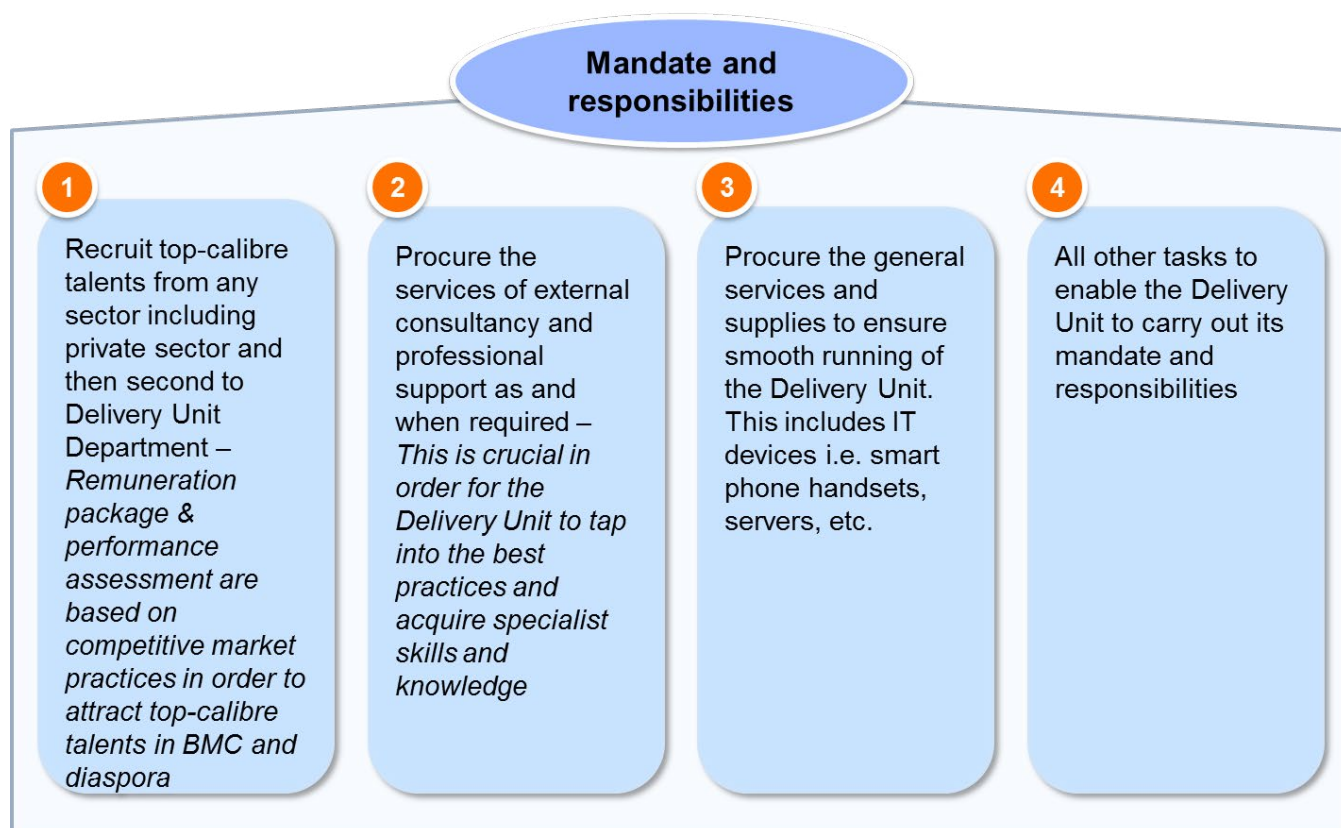 Mandate and
responsibilities
1
Recruit top-calibre
talents from any
sector including
private sector and
then second to
Delivery Unit
Department –
Remuneration
package &
performance
assessment are
based on
competitive market
practices in order to
attract top-calibre
talents in BMC and
diaspora
2
Procure the
services of external
consultancy and
professional
support as and
when required –
This is crucial in
order for the
Delivery Unit to tap
into the best
practices and
acquire specialist
skills and
knowledge
3
Procure the general
services and
supplies to ensure
smooth running of
the Delivery Unit.
This includes IT
devices i.e. smart
phone handsets,
servers, etc.
4
All other tasks to
enable the Delivery
Unit to carry out its
mandate and
responsibilities